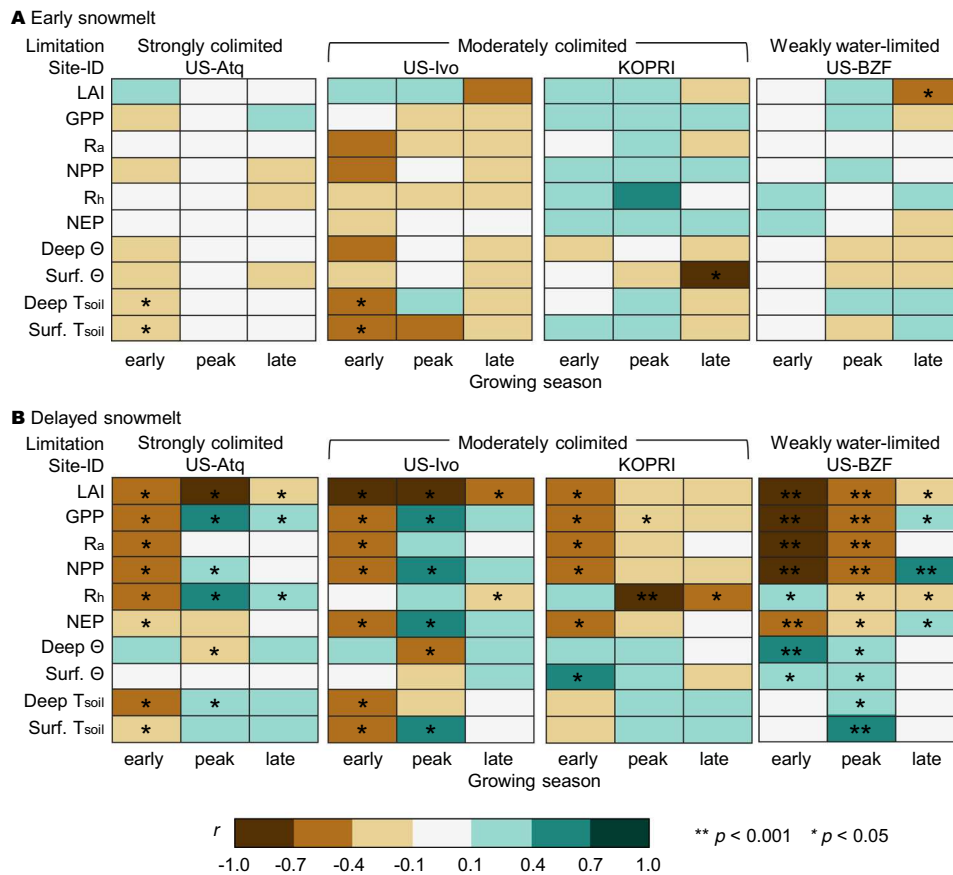 A Early snowmelt
Limitation Strongly colimited Moderately colimited Weakly water-limited
Site-ID US-Atq US-Ivo KOPRI US-BZF
LAI *
GPP
Ra
NPP
Rh
NEP
Deep Θ
Surf. Θ *
Deep Tsoil * *
Surf. Tsoil * *
early peak late early peak late early peak late early peak late
Growing season
B Delayed snowmelt
Limitation Strongly colimited Moderately colimited Weakly water-limited
Site-ID US-Atq US-Ivo KOPRI US-BZF
LAI * * * * * * * ** ** *
GPP * * * * * * * ** ** *
Ra * * * ** **
NPP * * * * * ** ** **
Rh * * * * ** * * * *
NEP * * * * ** * *
Deep Θ * * ** *
Surf. Θ * * *
Deep Tsoil * * * *
Surf. Tsoil * * * **
early peak late early peak late early peak late early peak late
Growing season
r
-1.0 -0.7 -0.4 -0.1 0.1 0.4 0.7 1.0
** p < 0.001 * p < 0.05